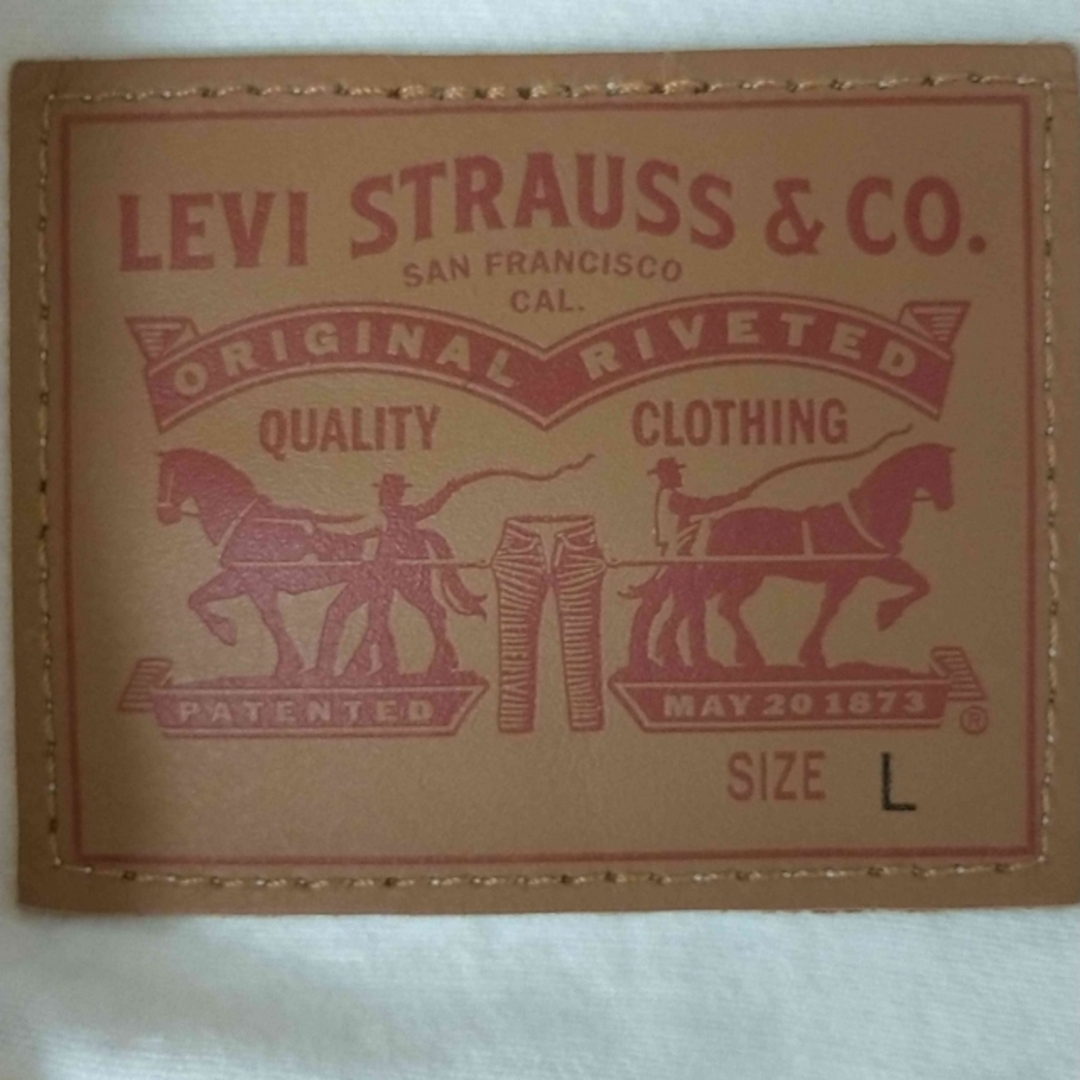 LEVI STRAUSS & CO.
SAN FRANCISCO
CAL.
ORIGINAL RIVETED
QUALITY CLOTHING
PATENTED MAY 20 1873 ®
SIZE L